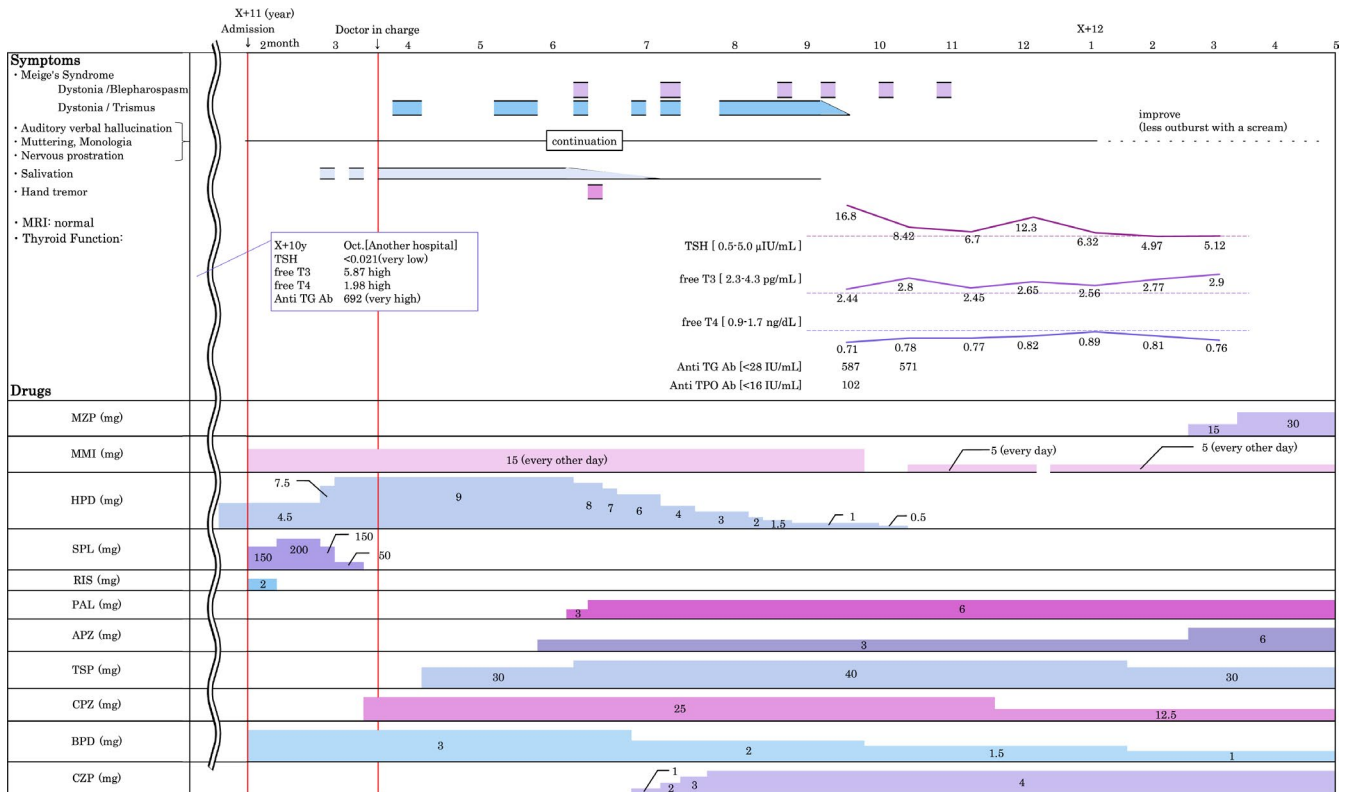 X+11 (year)
Admission
Doctor in charge
X+12
2month 3 4 5 6 7 8 9 10 11 12 1 2 3 4 5
Symptoms
・Meige's Syndrome
Dystonia /Blepharospasm
Dystonia / Trismus
・Auditory verbal hallucination
・Muttering, Monologia
・Nervous prostration
continuation
improve
(less outburst with a scream)
・Salivation
・Hand tremor
・MRI: normal
・Thyroid Function:
X+10y Oct.[Another hospital]
TSH <0.021(very low)
free T3 5.87 high
free T4 1.98 high
Anti TG Ab 692 (very high)
TSH [ 0.5-5.0 μIU/mL] 16.8 8.42 6.7 12.3 6.32 4.97 5.12
free T3 [ 2.3-4.3 pg/mL] 2.44 2.8 2.45 2.65 2.56 2.77 2.9
free T4 [ 0.9-1.7 ng/dL ] 0.71 0.78 0.77 0.82 0.89 0.81 0.76
Anti TG Ab [<28 IU/mL] 587 571
Anti TPO Ab [<16 IU/mL] 102
Drugs
MZP (mg) 15 30
MMI (mg) 15 (every other day) 5 (every day) 5 (every other day)
HPD (mg) 4.5 7.5 9 8 7 6 4 3 2 1.5 1 0.5
SPL (mg) 150 200 150 50
RIS (mg) 2
PAL (mg) 3 6
APZ (mg) 3 6
TSP (mg) 30 40 30
CPZ (mg) 25 12.5
BPD (mg) 3 2 1.5 1
CZP (mg) 1 2 3 4